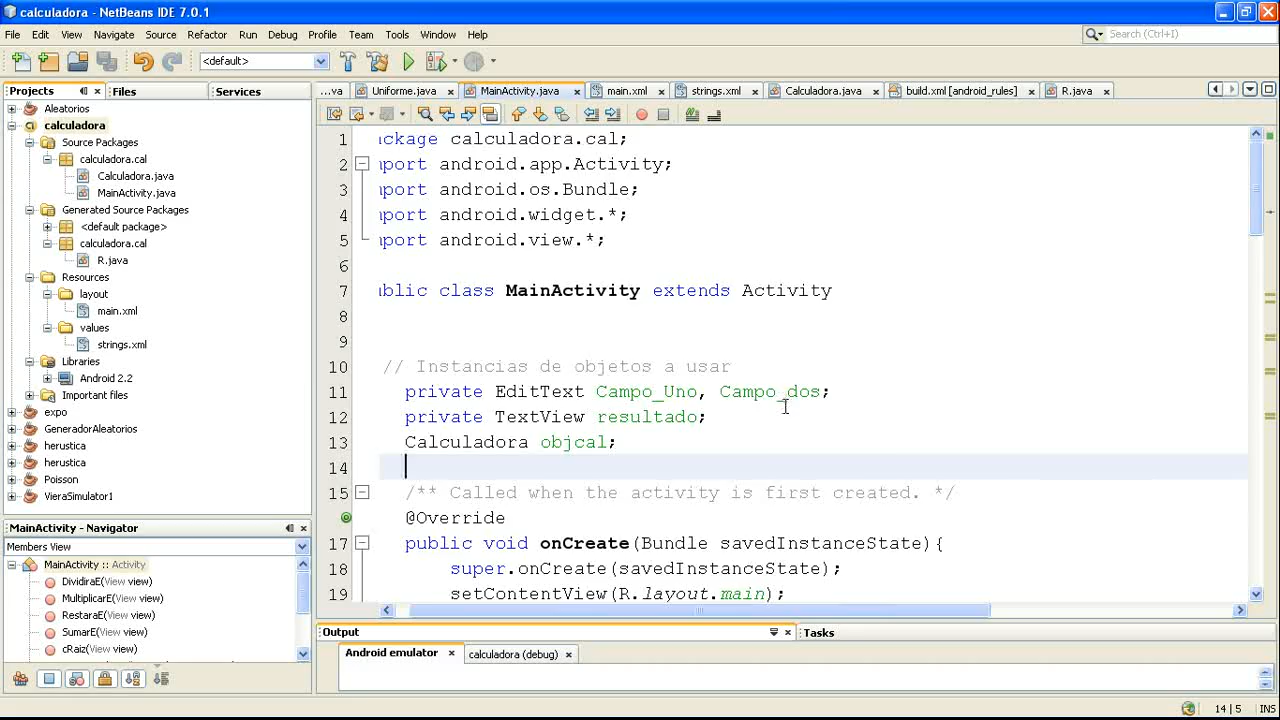 calculadora - NetBeans IDE 7.0.1
File Edit View Navigate Source Refactor Run Debug Profile Team Tools Window Help
Search (Ctrl+I)
<default>
Projects Files Services
...va Uniforme.java MainActivity.java main.xml strings.xml Calculadora.java build.xml [android_rules] R.java
Aleatorios
calculadora
Source Packages
calculadora.cal
Calculadora.java
MainActivity.java
Generated Source Packages
<default package>
calculadora.cal
R.java
Resources
layout
main.xml
values
strings.xml
Libraries
Android 2.2
Important files
expo
GeneradorAleatorios
herustica
herustica
Poisson
VieraSimulator1
MainActivity - Navigator
Members View
MainActivity :: Activity
DividiraE(View view)
MultiplicarE(View view)
RestaraE(View view)
SumarE(View view)
cRaiz(View view)
1 ckage calculadora.cal;
2 port android.app.Activity;
3 port android.os.Bundle;
4 port android.widget.*;
5 port android.view.*;
6
7 ublic class MainActivity extends Activity
8
9
10 // Instancias de objetos a usar
11 private EditText Campo_Uno, Campo_dos;
12 private TextView resultado;
13 Calculadora objcal;
14
15 /** Called when the activity is first created. */
@Override
17 public void onCreate(Bundle savedInstanceState){
18 super.onCreate(savedInstanceState);
19 setContentView(R.layout.main);
Output Tasks
Android emulator calculadora (debug)
14|5 INS